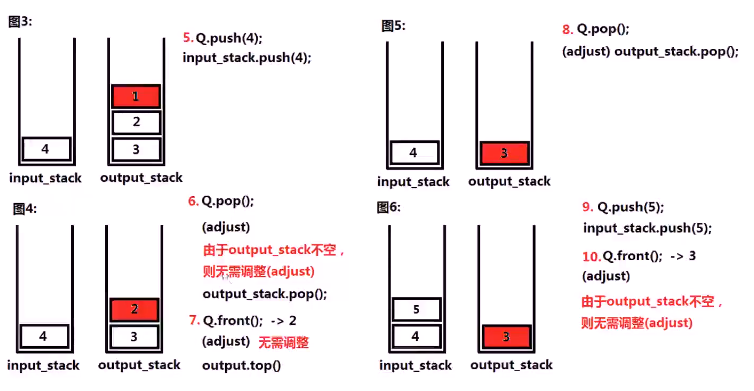 图3:
5. Q.push(4);
input_stack.push(4);
1
2
4
3
input_stack
output_stack
图4:
6. Q.pop();
(adjust)
由于output_stack不空，
则无需调整(adjust)
output_stack.pop();
7. Q.front(); -> 2
(adjust) 无需调整
output.top()
2
4
3
input_stack
output_stack
图5:
8. Q.pop();
(adjust) output_stack.pop();
4
3
input_stack
output_stack
图6:
9. Q.push(5);
input_stack.push(5);
10. Q.front(); -> 3
(adjust)
由于output_stack不空，
则无需调整(adjust)
5
4
3
input_stack
output_stack